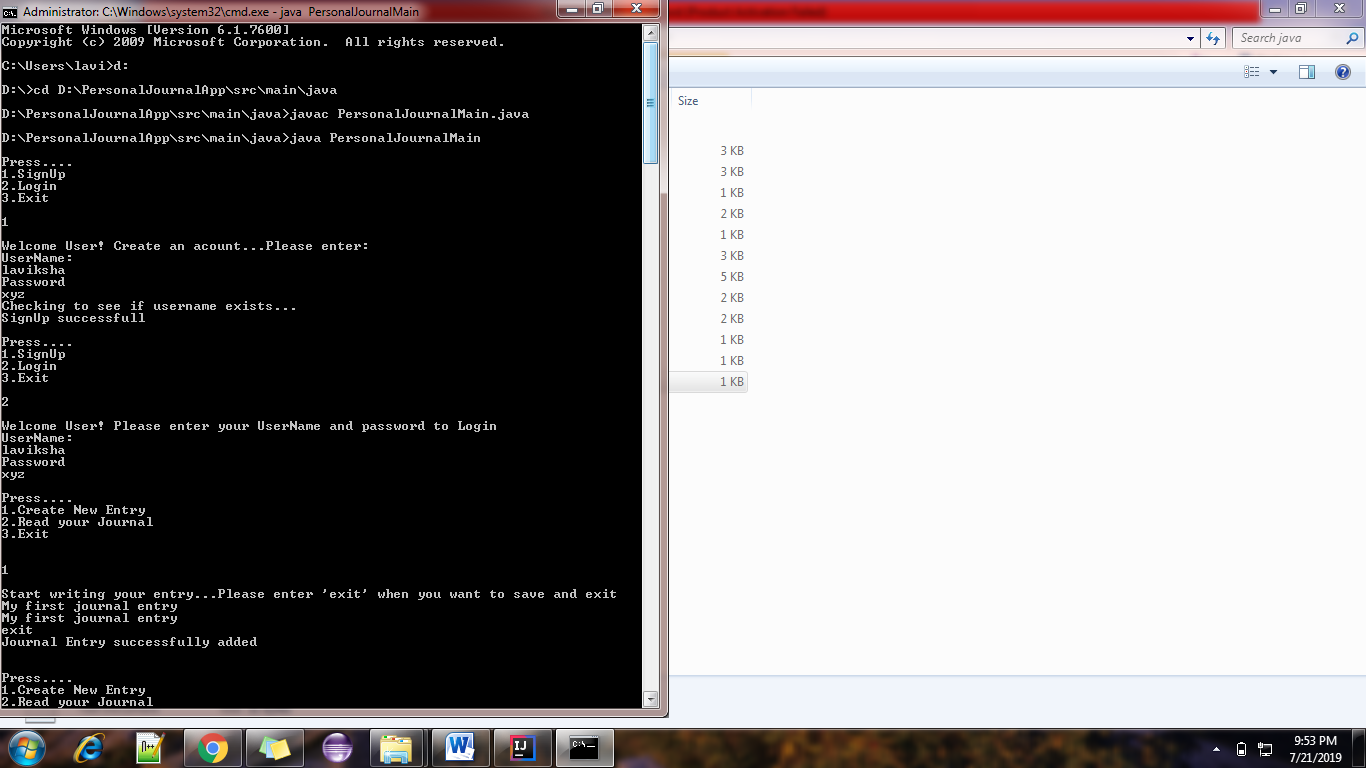 Administrator: C:\Windows\system32\cmd.exe - java  PersonalJournalMain
Microsoft Windows [Version 6.1.7600]
Copyright (c) 2009 Microsoft Corporation.  All rights reserved.
C:\Users\lavi>d:
D:\>cd D:\PersonalJournalApp\src\main\java
D:\PersonalJournalApp\src\main\java>javac PersonalJournalMain.java
D:\PersonalJournalApp\src\main\java>java PersonalJournalMain
Press....
1.SignUp
2.Login
3.Exit
1
Welcome User! Create an acount...Please enter:
UserName:
laviksha
Password
xyz
Checking to see if username exists...
SignUp successfull
Press....
1.SignUp
2.Login
3.Exit
2
Welcome User! Please enter your UserName and password to Login
UserName:
laviksha
Password
xyz
Press....
1.Create New Entry
2.Read your Journal
3.Exit
1
Start writing your entry...Please enter 'exit' when you want to save and exit
My first journal entry
My first journal entry
exit
Journal Entry successfully added
Press....
1.Create New Entry
2.Read your Journal
Search java
Size
3 KB
3 KB
1 KB
2 KB
1 KB
3 KB
5 KB
2 KB
2 KB
1 KB
1 KB
1 KB
9:53 PM
7/21/2019